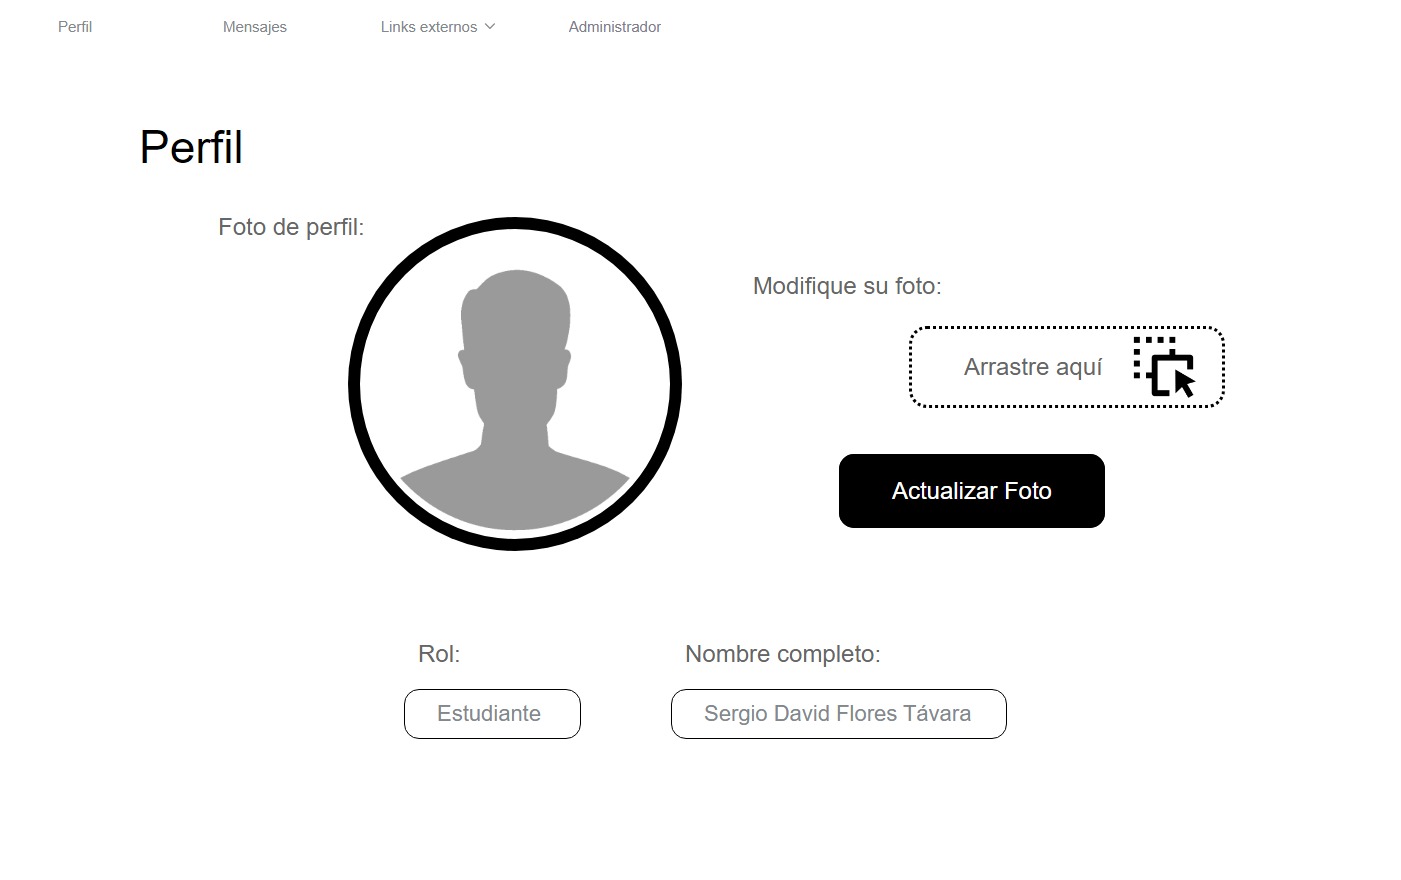 Perfil
Mensajes
Links externos
Administrador
Perfil
Foto de perfil:
Modifique su foto:
Arrastre aquí
Actualizar Foto
Rol:
Nombre completo:
Estudiante
Sergio David Flores Távara